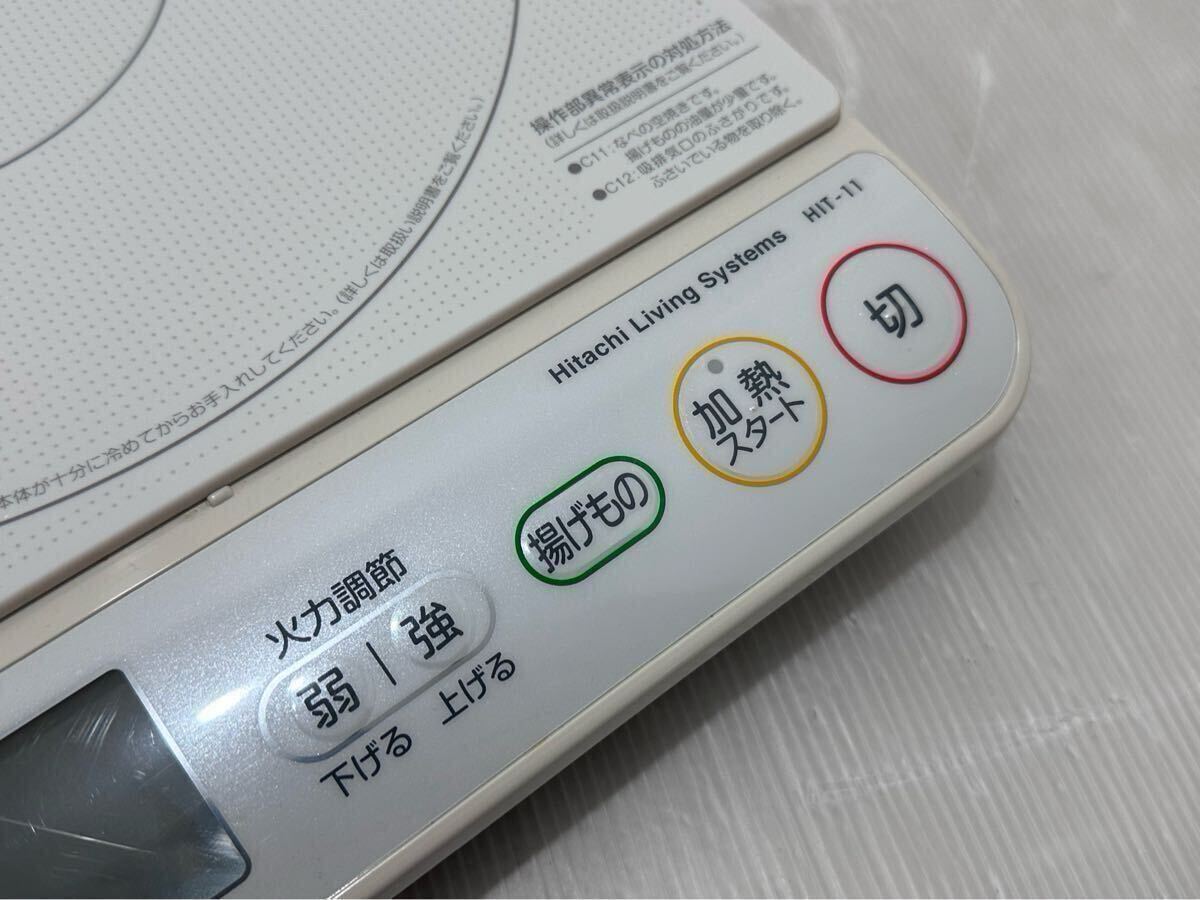 操作部異常表示の対処方法
(詳しくは取扱説明書をご覧ください。)
●C11:なべの空焼きです。
揚げものの油量が少量です。
●C12:吸排気口のふさがりです。
ふさいでいる物を取り除く。
本体が十分に冷めてからお手入れしてください。(詳しくは取扱い説明書をご覧ください)
Hitachi Living Systems HIT-11
切
加熱
スタート
揚げもの
火力調節
弱 | 強
下げる 上げる